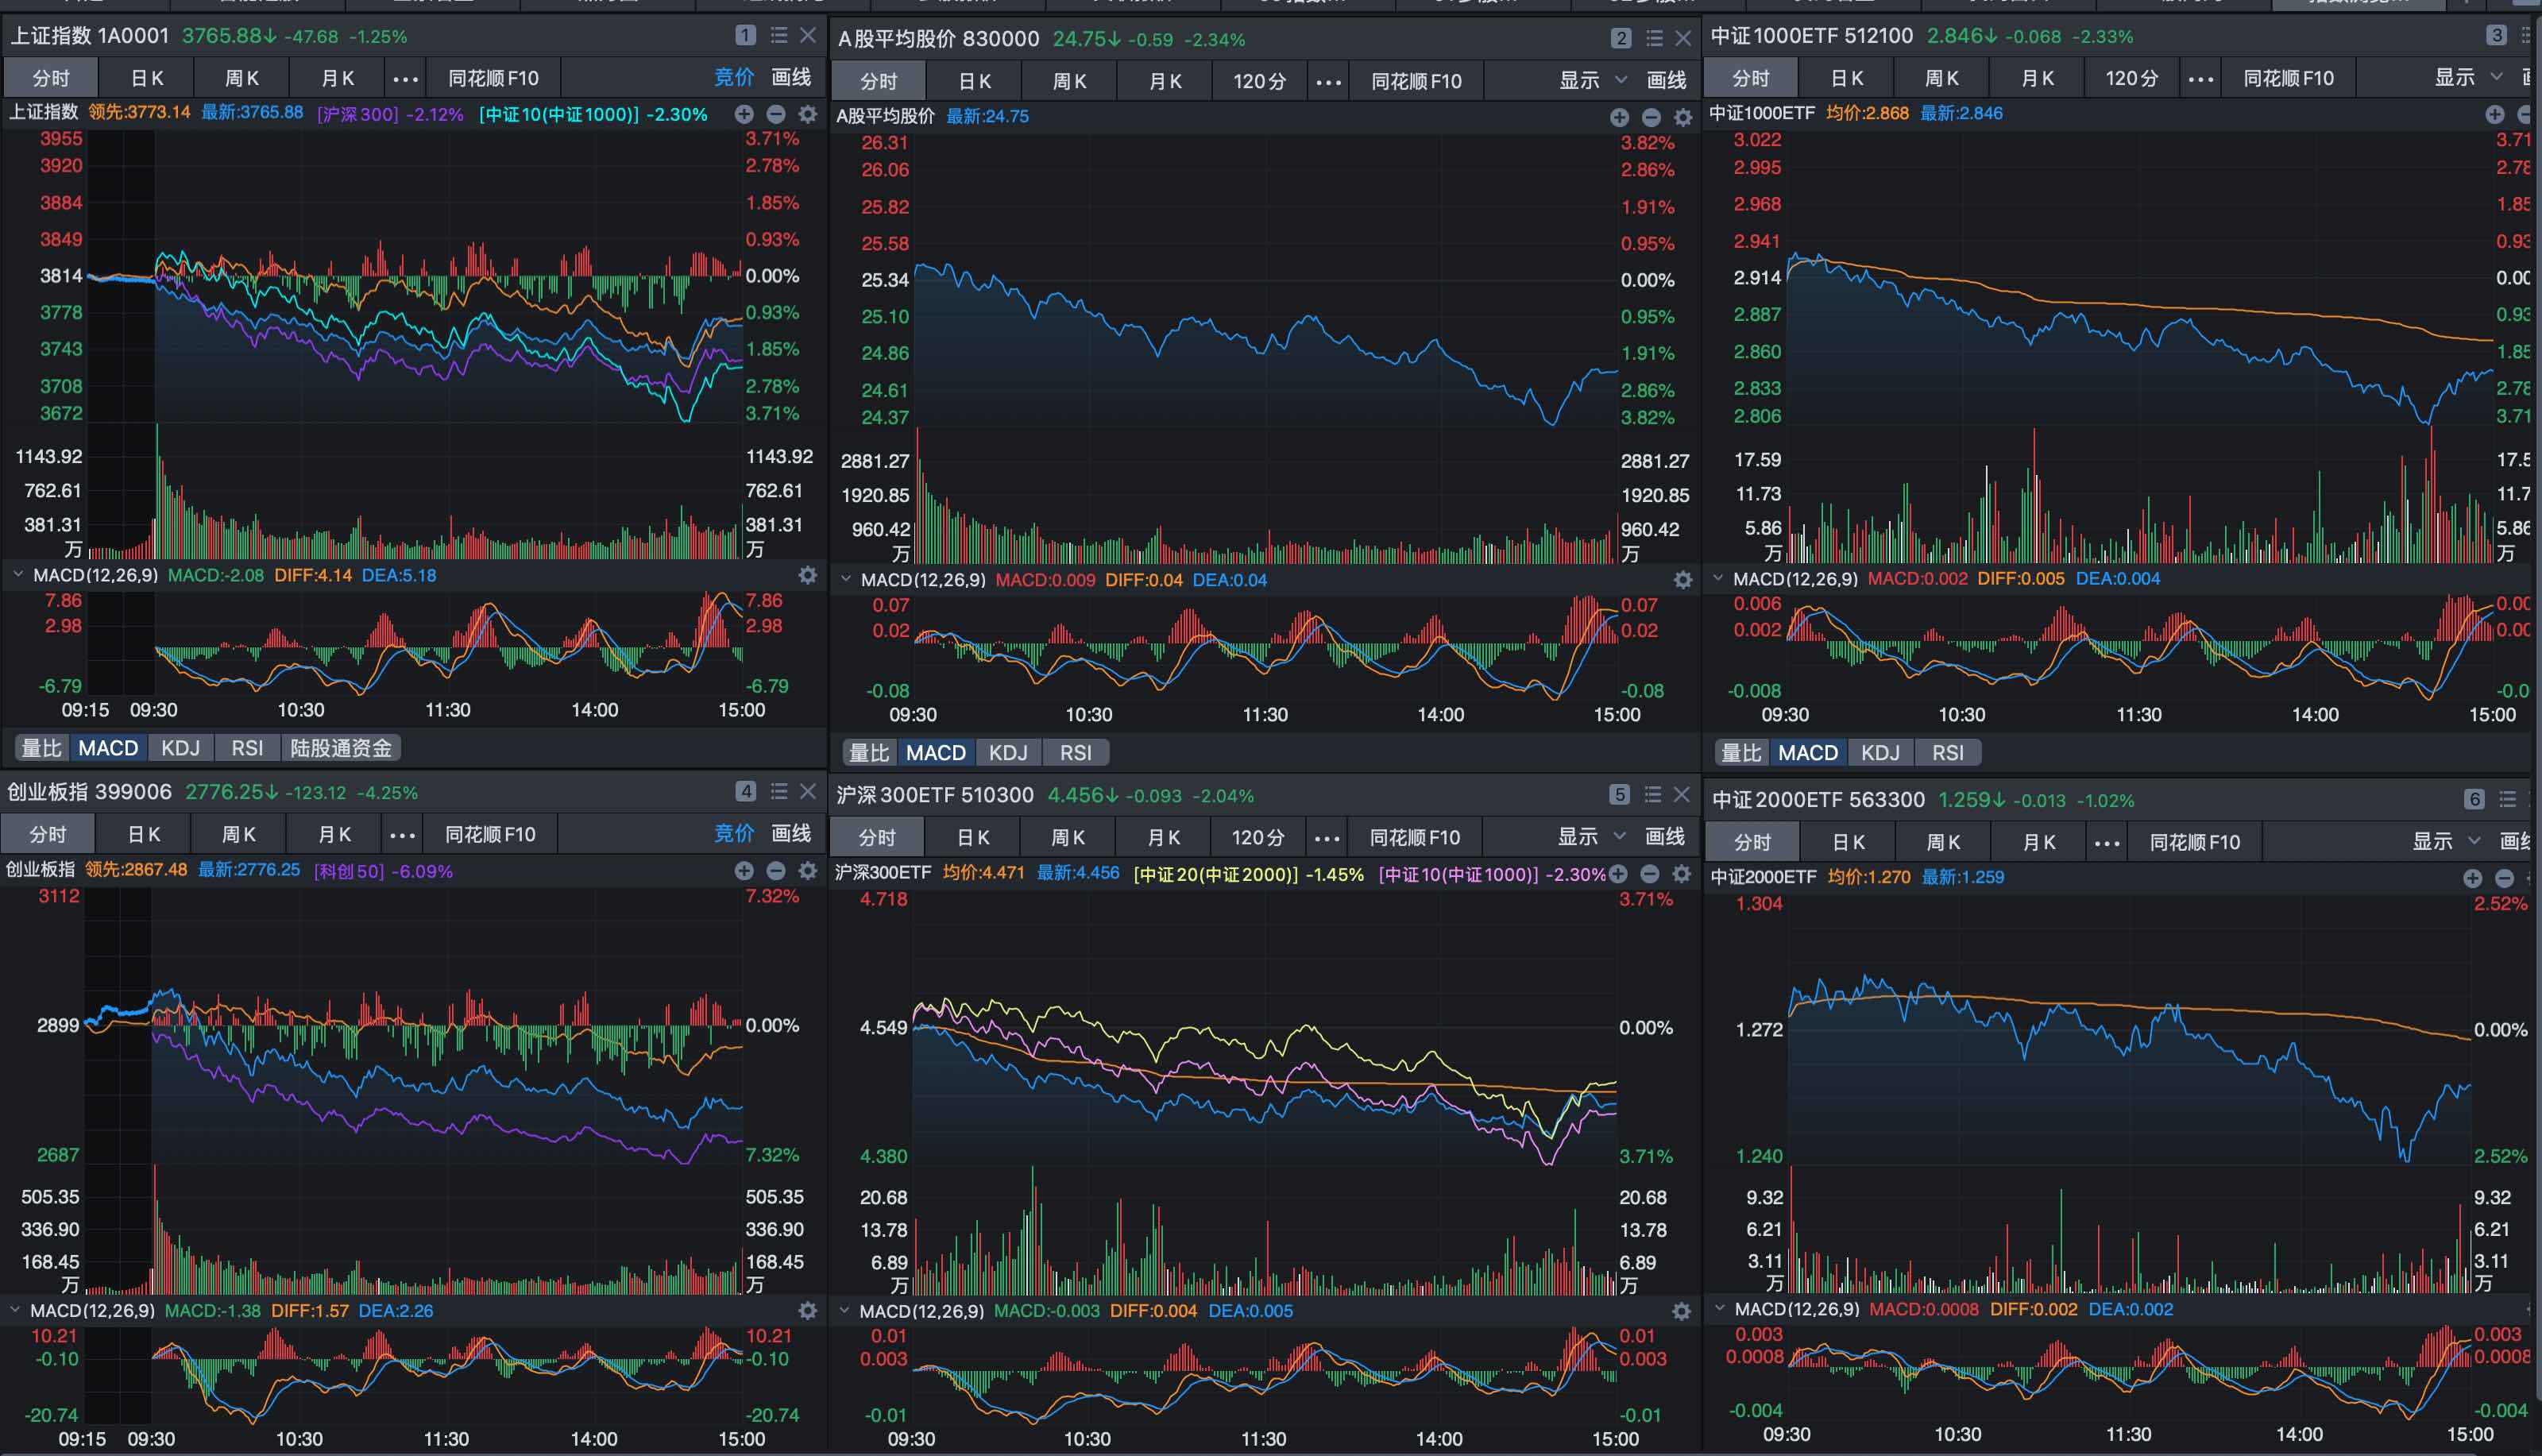 上证指数 1A0001 3765.88↓ -47.68 -1.25% 1
分时 日K 周K 月K ••• 同花顺F10 竞价 画线
上证指数 领先:3773.14 最新:3765.88 [沪深300] -2.12% [中证10(中证1000)] -2.30%
3955 3.71%
3920 2.78%
3884 1.85%
3849 0.93%
3814 0.00%
3778 0.93%
3743 1.85%
3708 2.78%
3672 3.71%
1143.92 1143.92
762.61 762.61
381.31 381.31
万 万
MACD(12,26,9) MACD:-2.08 DIFF:4.14 DEA:5.18
7.86 7.86
2.98 2.98
-6.79 -6.79
09:15 09:30 10:30 11:30 14:00 15:00
量比 MACD KDJ RSI 陆股通资金
A股平均股价 830000 24.75↓ -0.59 -2.34% 2
分时 日K 周K 月K 120分 ••• 同花顺F10 显示 画线
A股平均股价 最新:24.75
26.31 3.82%
26.06 2.86%
25.82 1.91%
25.58 0.95%
25.34 0.00%
25.10 0.95%
24.86 1.91%
24.61 2.86%
24.37 3.82%
2881.27 2881.27
1920.85 1920.85
960.42 960.42
万 万
MACD(12,26,9) MACD:0.009 DIFF:0.04 DEA:0.04
0.07 0.07
0.02 0.02
-0.08 -0.08
09:30 10:30 11:30 14:00 15:00
量比 MACD KDJ RSI
中证1000ETF 512100 2.846↓ -0.068 -2.33% 3
分时 日K 周K 月K 120分 ••• 同花顺F10 显示
中证1000ETF 均价:2.868 最新:2.846
3.022 3.71
2.995 2.78
2.968 1.85
2.941 0.93
2.914 0.00
2.887 0.93
2.860 1.85
2.833 2.78
2.806 3.71
17.59 17.5
11.73 11.7
5.86 5.86
万 万
MACD(12,26,9) MACD:0.002 DIFF:0.005 DEA:0.004
0.006 0.00
0.002 0.00
-0.008 -0.0
09:30 10:30 11:30 14:00 15:00
量比 MACD KDJ RSI
创业板指 399006 2776.25↓ -123.12 -4.25% 4
分时 日K 周K 月K ••• 同花顺F10 竞价 画线
创业板指 领先:2867.48 最新:2776.25 [科创50] -6.09%
3112 7.32%
2899 0.00%
2687 7.32%
505.35 505.35
336.90 336.90
168.45 168.45
万 万
MACD(12,26,9) MACD:-1.38 DIFF:1.57 DEA:2.26
10.21 10.21
-0.10 -0.10
-20.74 -20.74
09:15 09:30 10:30 11:30 14:00 15:00
沪深300ETF 510300 4.456↓ -0.093 -2.04% 5
分时 日K 周K 月K 120分 ••• 同花顺F10 显示 画线
沪深300ETF 均价:4.471 最新:4.456 [中证20(中证2000)] -1.45% [中证10(中证1000)] -2.30%
4.718 3.71%
4.549 0.00%
4.380 3.71%
20.68 20.68
13.78 13.78
6.89 6.89
万 万
MACD(12,26,9) MACD:-0.003 DIFF:0.004 DEA:0.005
0.01 0.01
0.003 0.003
-0.01 -0.01
09:30 10:30 11:30 14:00 15:00
中证2000ETF 563300 1.259↓ -0.013 -1.02% 6
分时 日K 周K 月K ••• 同花顺F10 显示 画线
中证2000ETF 均价:1.270 最新:1.259
1.304 2.52%
1.272 0.00%
1.240 2.52%
9.32 9.32
6.21 6.21
3.11 3.11
万 万
MACD(12,26,9) MACD:0.0008 DIFF:0.002 DEA:0.002
0.003 0.003
0.0008 0.0008
-0.004 -0.004
09:30 10:30 11:30 14:00 15:00